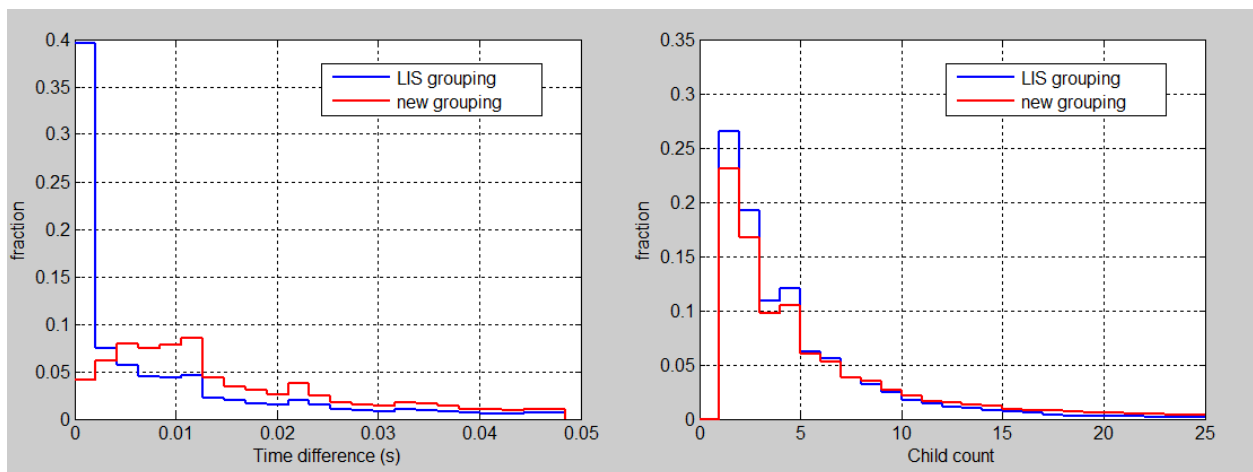 0.4
0.35
0.3
0.25
0.2
0.15
0.1
0.05
0
fraction
LIS grouping
new grouping
0 0.01 0.02 0.03 0.04 0.05
Time difference (s)
0.35
0.3
0.25
0.2
0.15
0.1
0.05
0
fraction
LIS grouping
new grouping
0 5 10 15 20 25
Child count